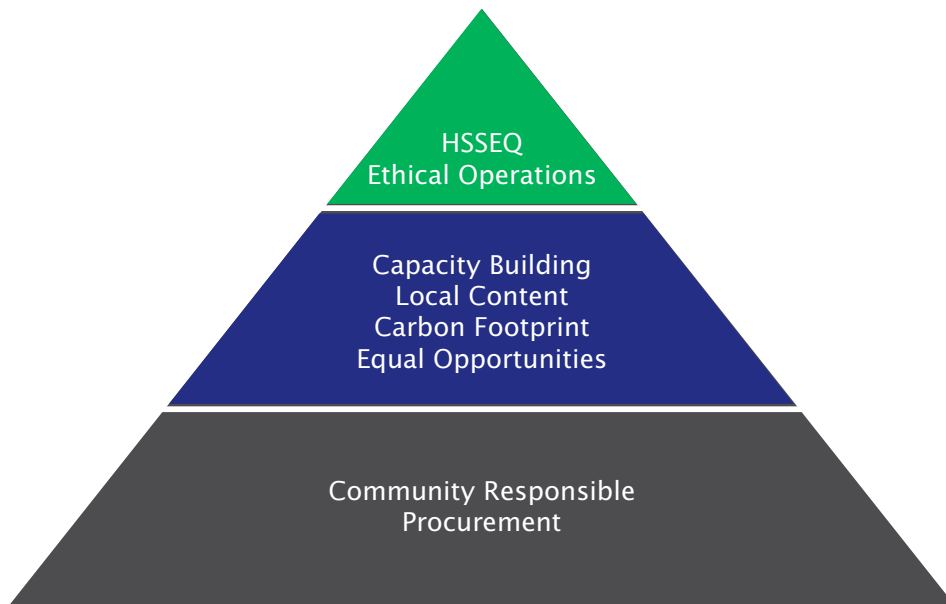 HSSEQ
Ethical Operations
Capacity Building
Local Content
Carbon Footprint
Equal Opportunities
Community Responsible
Procurement